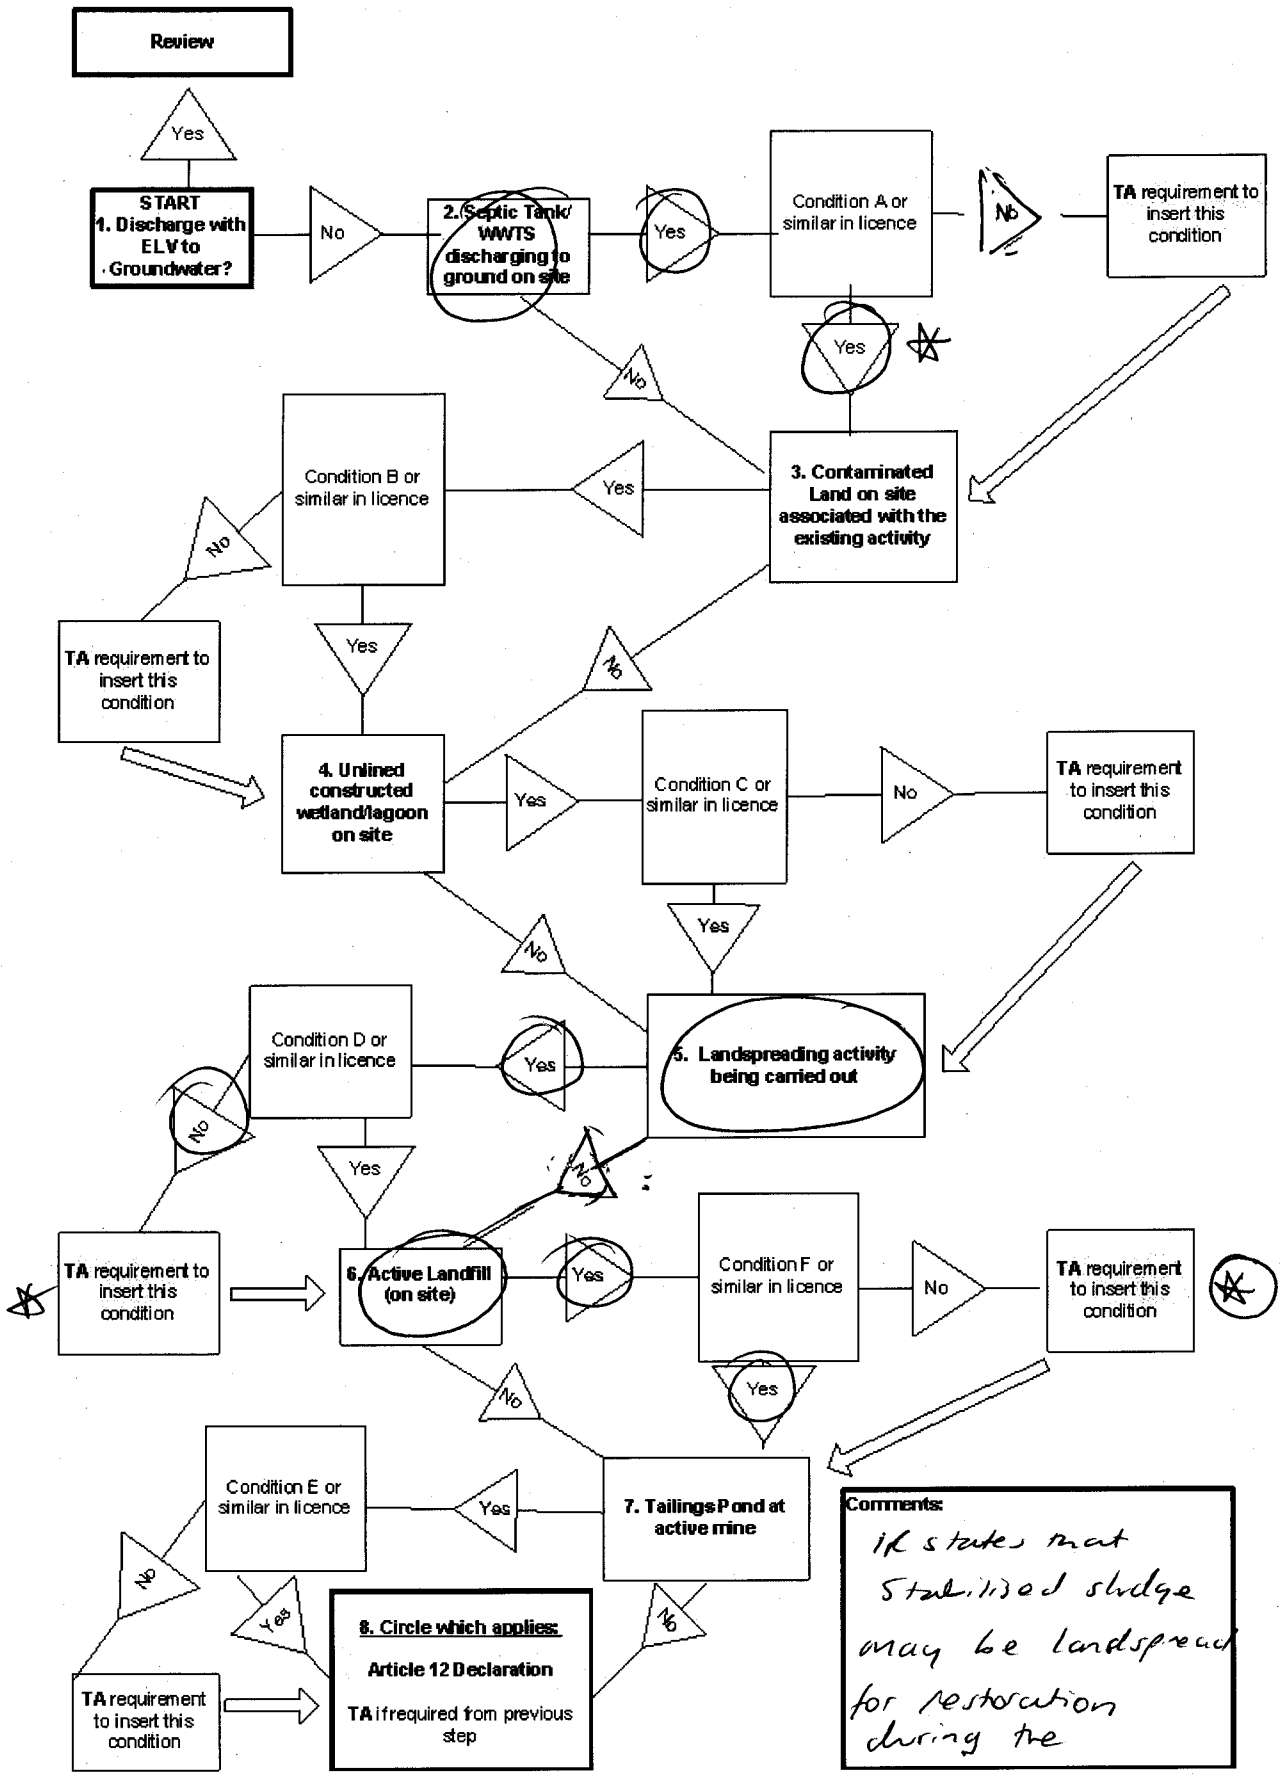 Review
Yes
START
1. Discharge with
ELV to
Groundwater?
No
2. Septic Tank/
WWTS
discharging to
ground on site
Yes
Condition A or
similar in licence
No
TA requirement to
insert this
condition
Yes
No
3. Contaminated
Land on site
associated with the
existing activity
Yes
Condition B or
similar in licence
No
TA requirement to
insert this
condition
Yes
No
4. Unlined
constructed
wetland/lagoon
on site
Yes
Condition C or
similar in licence
No
TA requirement
to insert this
condition
Yes
No
5. Landspreading activity
being carried out
Yes
Condition D or
similar in licence
No
TA requirement to
insert this
condition
Yes
No
6. Active Landfill
(on site)
Yes
Condition F or
similar in licence
No
TA requirement
to insert this
condition
Yes
No
7. Tailings Pond at
active mine
Yes
Condition E or
similar in licence
No
TA requirement
to insert this
condition
Yes
No
8. Circle which applies:
Article 12 Declaration
TA if required from previous
step
Comments:
IR states that
Stabilised sludge
may be landspread
for restoration
during the